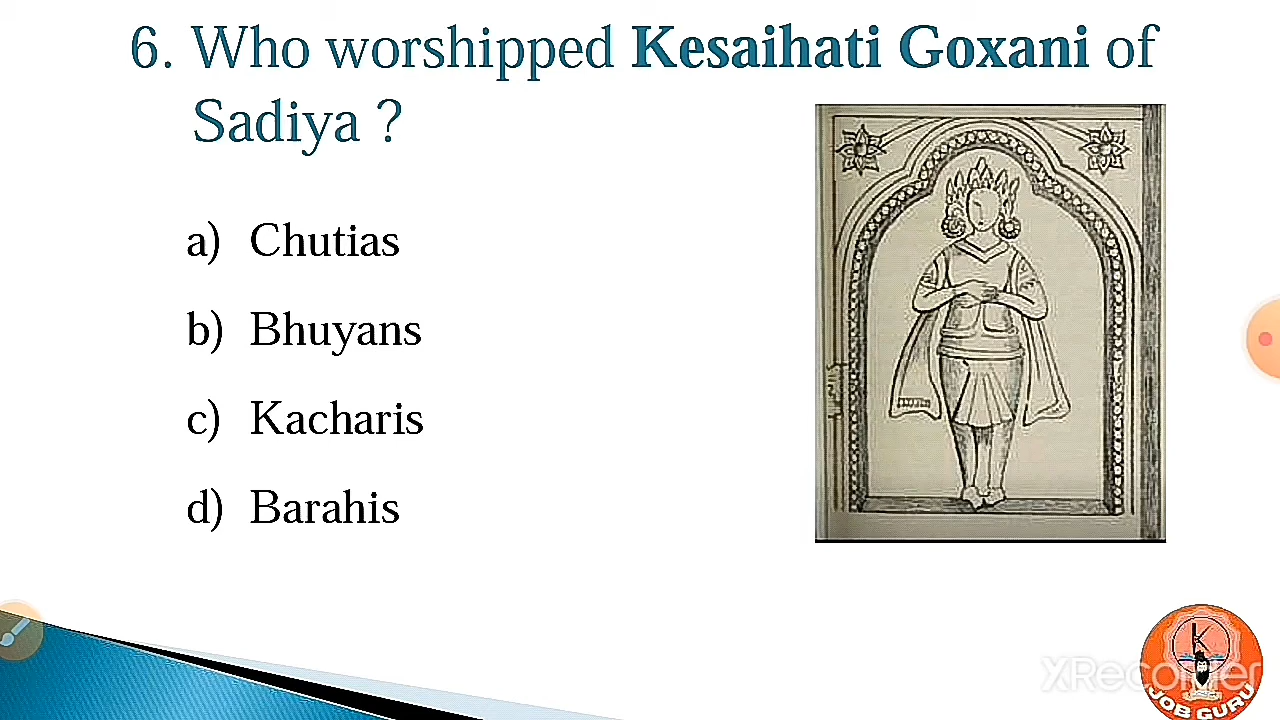 6. Who worshipped Kesaihati Goxani of
Sadiya ?
a) Chutias
b) Bhuyans
c) Kacharis
d) Barahis
K
XRecorder
JOB GURU